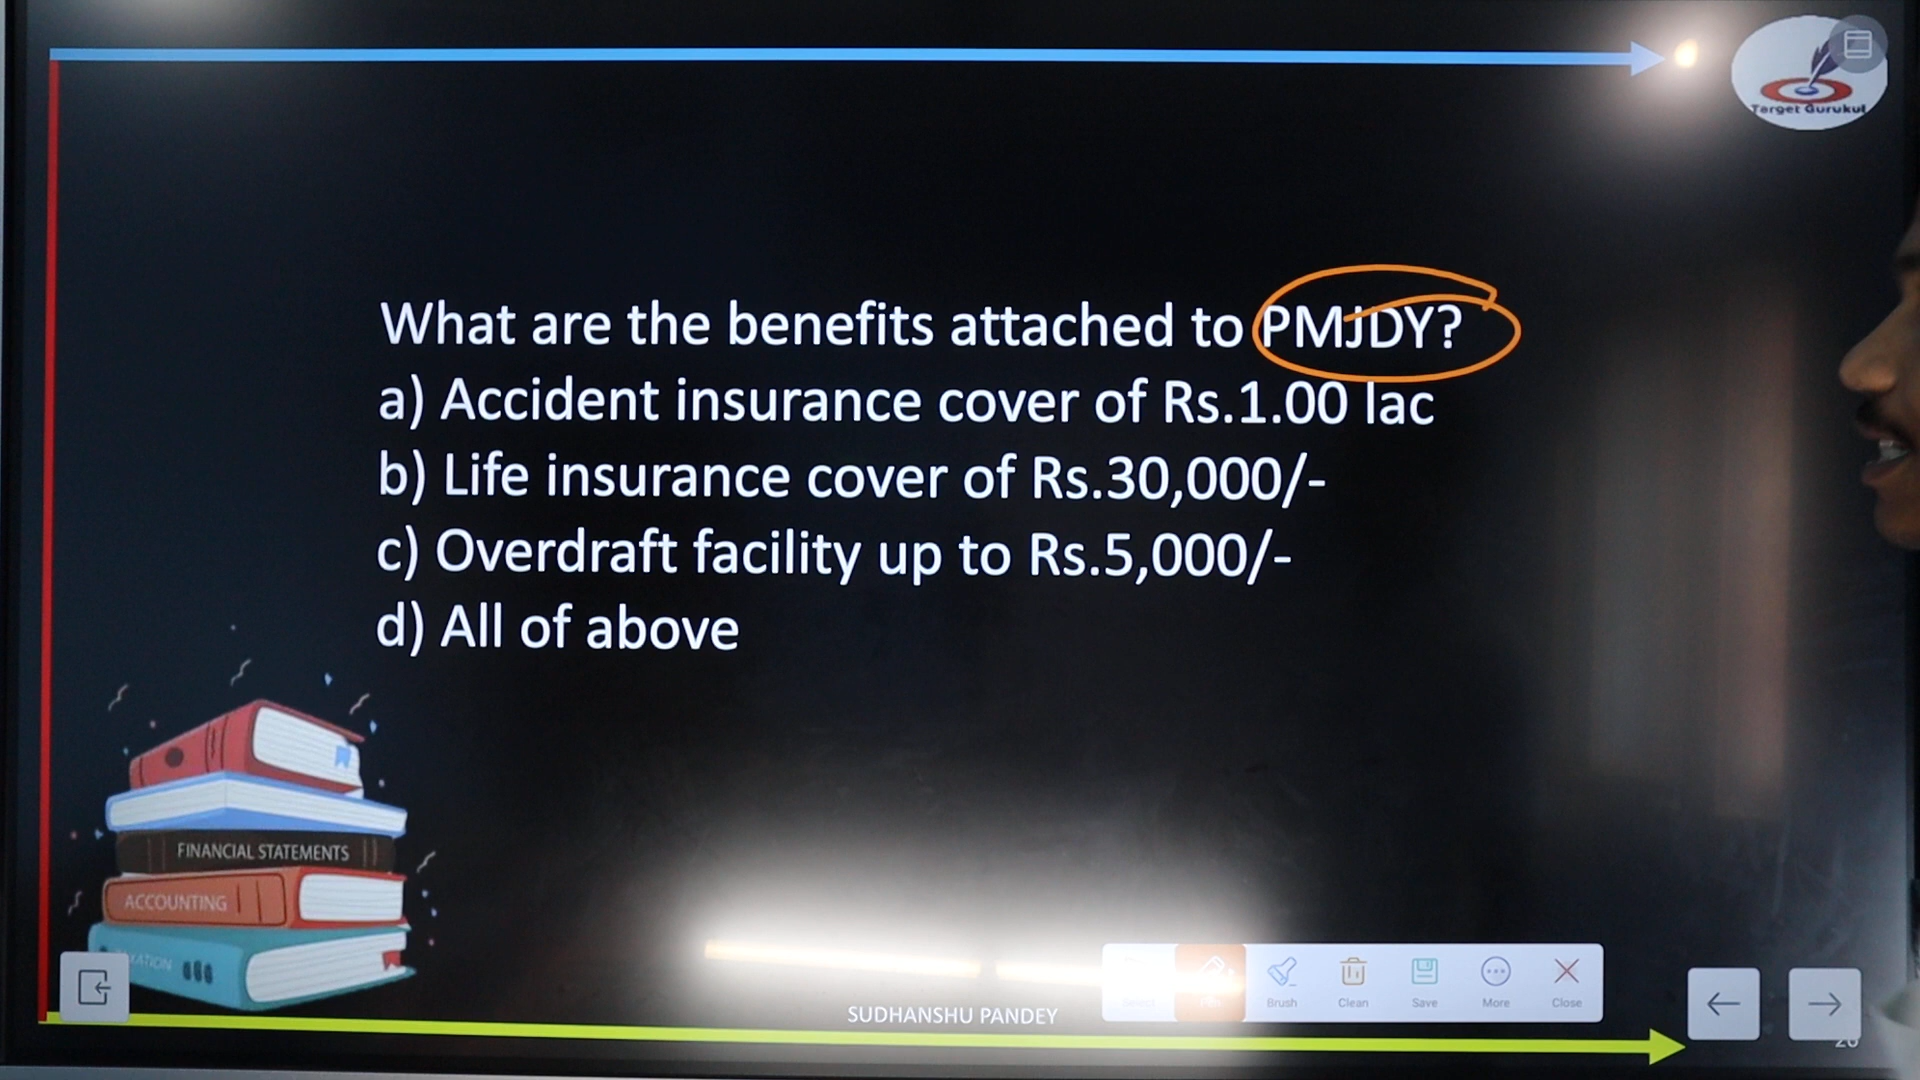 Target Gurukul
What are the benefits attached to PMJDY?
a) Accident insurance cover of Rs.1.00 lac
b) Life insurance cover of Rs.30,000/-
c) Overdraft facility up to Rs.5,000/-
d) All of above
FINANCIAL STATEMENTS
ACCOUNTING
SUDHANSHU PANDEY
Brush Clean Save More Close